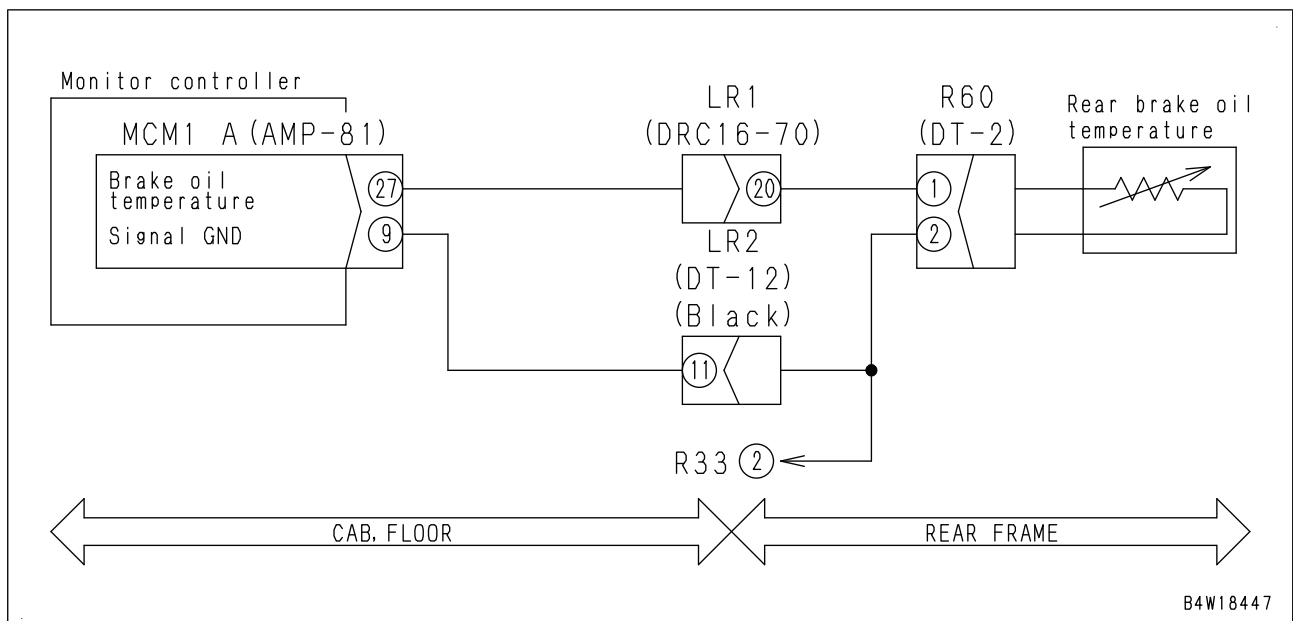 Monitor controller
MCM1 A (AMP-81)
Brake oil
temperature
27
Signal GND
9
LR1
(DRC16-70)
20
LR2
(DT-12)
(Black)
11
R60
(DT-2)
1
2
Rear brake oil
temperature
R33 2
CAB, FLOOR
REAR FRAME
B4W18447